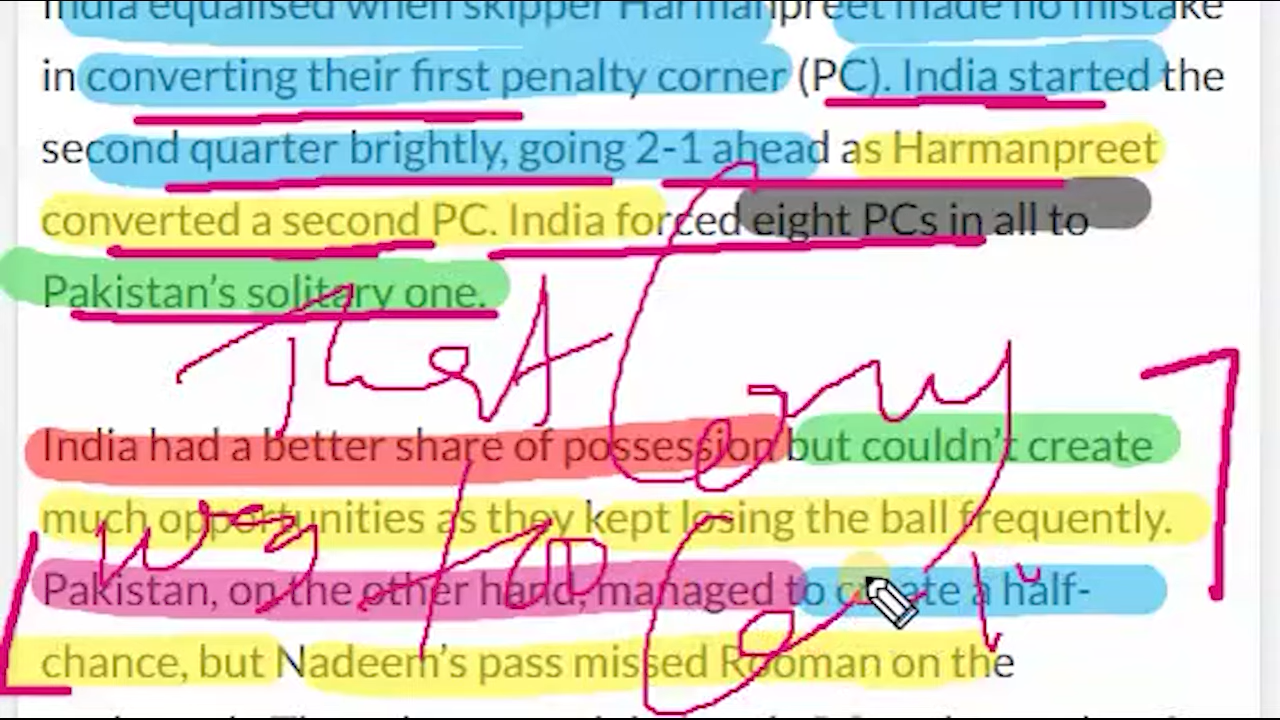 India equalised when skipper Harmanpreet made no mistake
in converting their first penalty corner (PC). India started the
second quarter brightly, going 2-1 ahead as Harmanpreet
converted a second PC. India forced eight PCs in all to
Pakistan's solitary one.
India had a better share of possession but couldn't create
much opportunities as they kept losing the ball frequently.
Pakistan, on the other hand, managed to create a half-
chance, but Nadeem's pass missed Rooman on the